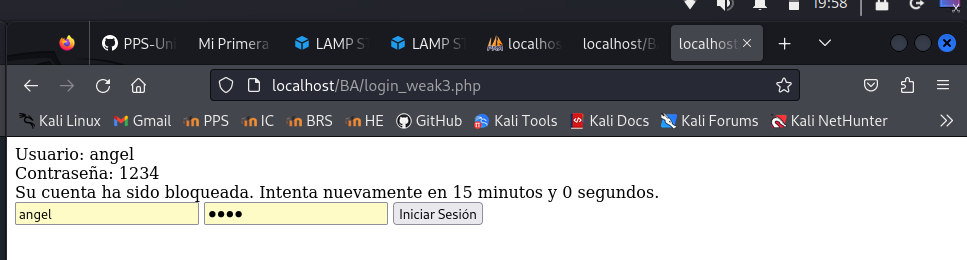 19:58
PPS-Uni
Mi Primera
LAMP ST
LAMP ST
localhos
localhost/B
localhost
localhost/BA/login_weak3.php
Kali Linux
Gmail
PPS
IC
BRS
HE
GitHub
Kali Tools
Kali Docs
Kali Forums
Kali NetHunter
Usuario: angel
Contraseña: 1234
Su cuenta ha sido bloqueada. Intenta nuevamente en 15 minutos y 0 segundos.
angel
Iniciar Sesión